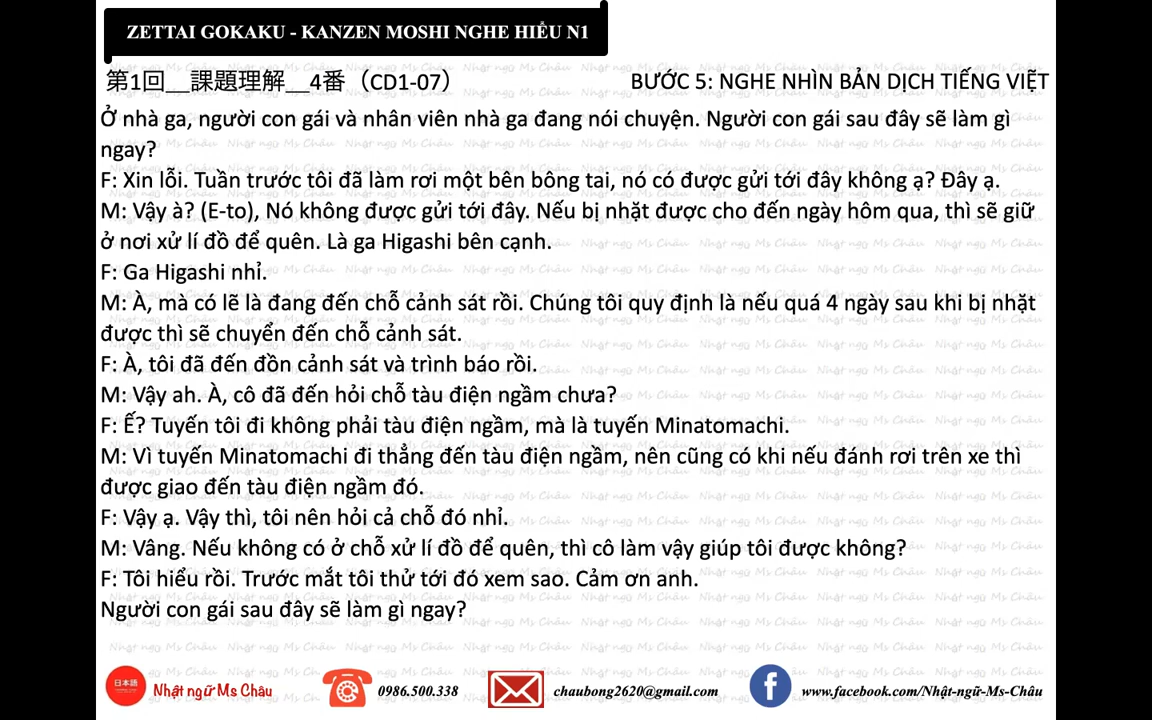 ZETTAI GOKAKU - KANZEN MOSHI NGHE HIỂU N1
第1回__課題理解__4番（CD1-07）
BƯỚC 5: NGHE NHÌN BẢN DỊCH TIẾNG VIỆT
Ở nhà ga, người con gái và nhân viên nhà ga đang nói chuyện. Người con gái sau đây sẽ làm gì
ngay?
F: Xin lỗi. Tuần trước tôi đã làm rơi một bên bông tai, nó có được gửi tới đây không ạ? Đây ạ.
M: Vậy à? (E-to), Nó không được gửi tới đây. Nếu bị nhặt được cho đến ngày hôm qua, thì sẽ giữ
ở nơi xử lí đồ để quên. Là ga Higashi bên cạnh.
F: Ga Higashi nhỉ.
M: À, mà có lẽ là đang đến chỗ cảnh sát rồi. Chúng tôi quy định là nếu quá 4 ngày sau khi bị nhặt
được thì sẽ chuyển đến chỗ cảnh sát.
F: À, tôi đã đến đồn cảnh sát và trình báo rồi.
M: Vậy ah. À, cô đã đến hỏi chỗ tàu điện ngầm chưa?
F: Ế? Tuyến tôi đi không phải tàu điện ngầm, mà là tuyến Minatomachi.
M: Vì tuyến Minatomachi đi thẳng đến tàu điện ngầm, nên cũng có khi nếu đánh rơi trên xe thì
được giao đến tàu điện ngầm đó.
F: Vậy ạ. Vậy thì, tôi nên hỏi cả chỗ đó nhỉ.
M: Vâng. Nếu không có ở chỗ xử lí đồ để quên, thì cô làm vậy giúp tôi được không?
F: Tôi hiểu rồi. Trước mắt tôi thử tới đó xem sao. Cảm ơn anh.
Người con gái sau đây sẽ làm gì ngay?
日本語
Nhật ngữ Ms Châu
0986.500.338
chaubong2620@gmail.com
www.facebook.com/Nhật-ngữ-Ms-Châu